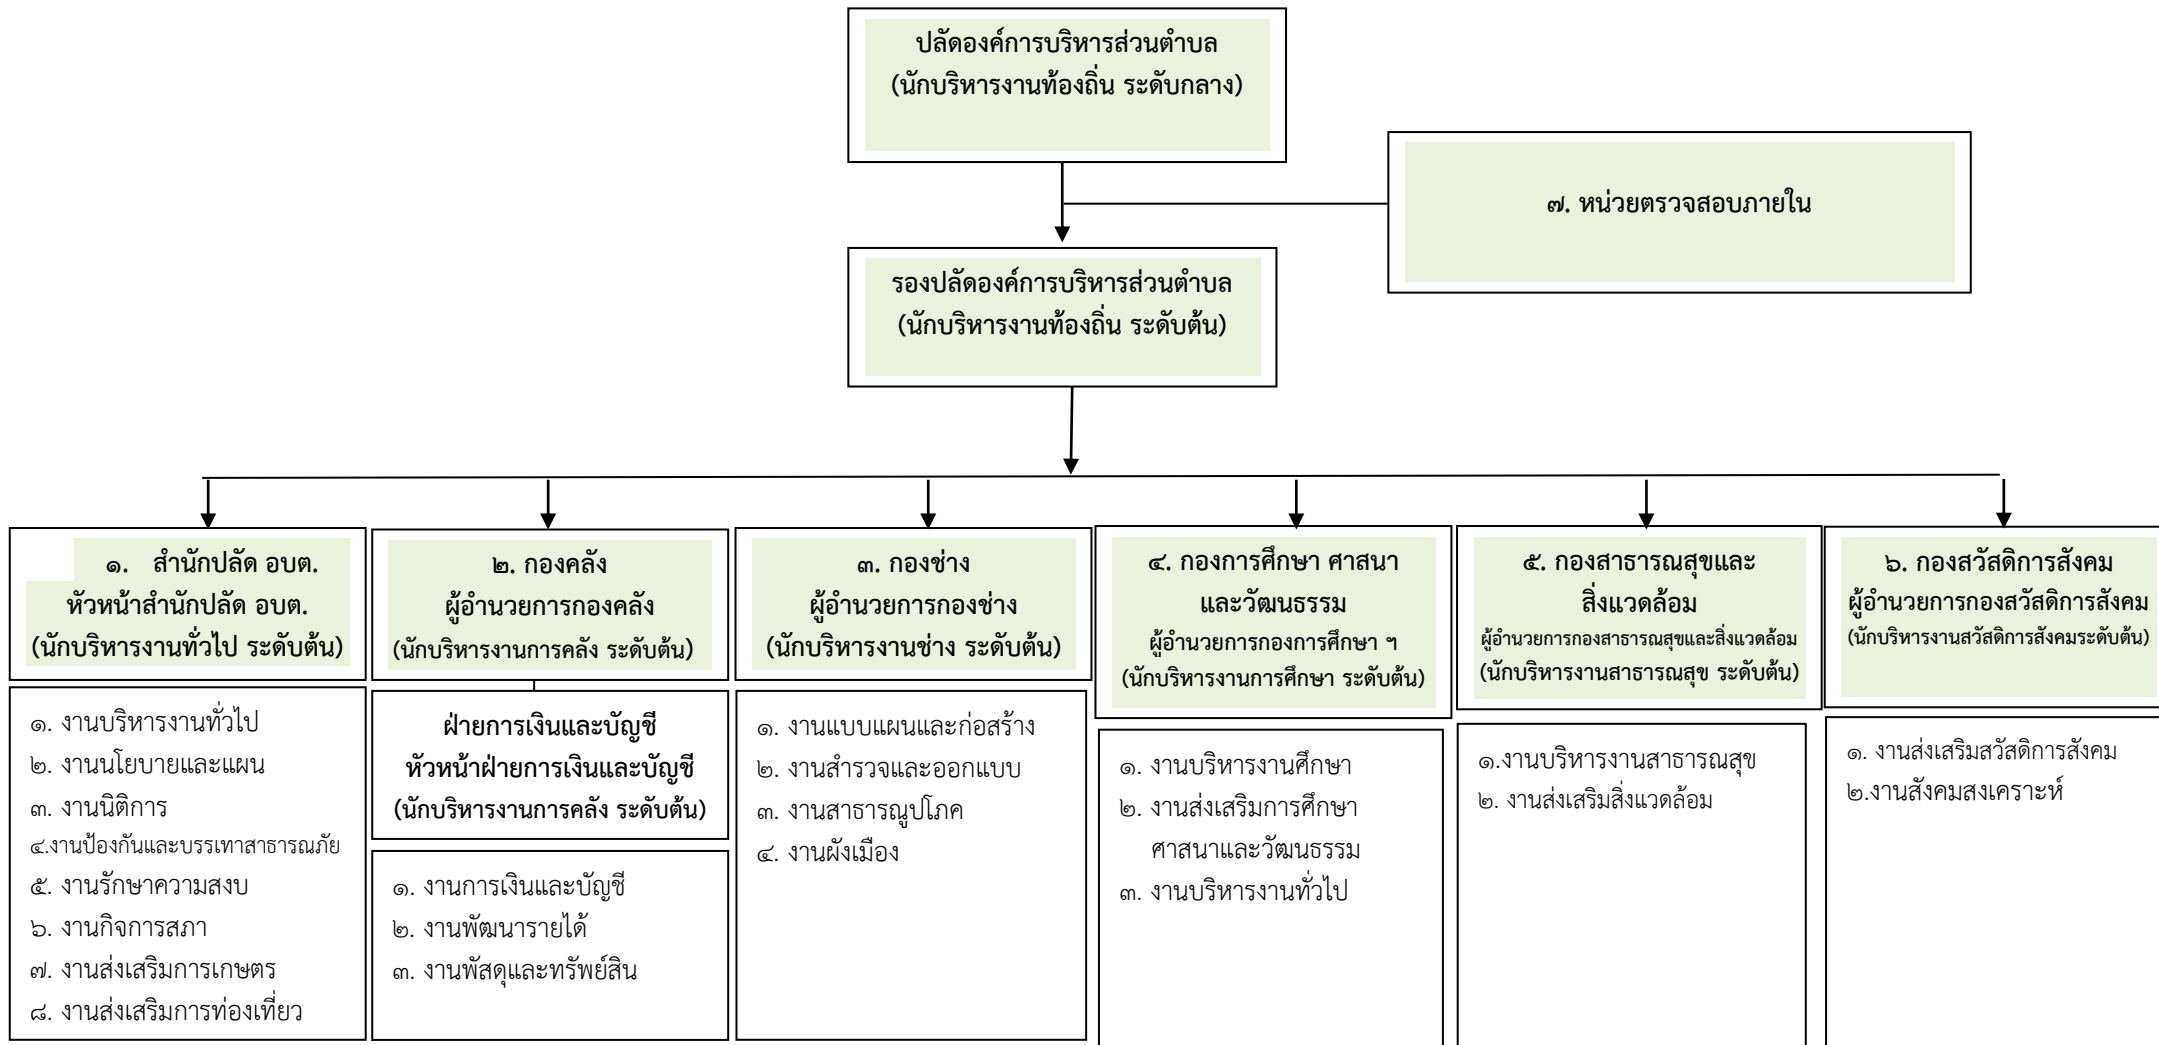 ปลัดองค์การบริหารส่วนตำบล
(นักบริหารงานท้องถิ่น ระดับกลาง)
๗. หน่วยตรวจสอบภายใน
รองปลัดองค์การบริหารส่วนตำบล
(นักบริหารงานท้องถิ่น ระดับต้น)
๑. สำนักปลัด อบต.
หัวหน้าสำนักปลัด อบต.
(นักบริหารงานทั่วไป ระดับต้น)
๑. งานบริหารงานทั่วไป
๒. งานนโยบายและแผน
๓. งานนิติการ
๔.งานป้องกันและบรรเทาสาธารณภัย
๕. งานรักษาความสงบ
๖. งานกิจการสภา
๗. งานส่งเสริมการเกษตร
๘. งานส่งเสริมการท่องเที่ยว
๒. กองคลัง
ผู้อำนวยการกองคลัง
(นักบริหารงานการคลัง ระดับต้น)
ฝ่ายการเงินและบัญชี
หัวหน้าฝ่ายการเงินและบัญชี
(นักบริหารงานการคลัง ระดับต้น)
๑. งานการเงินและบัญชี
๒. งานพัฒนารายได้
๓. งานพัสดุและทรัพย์สิน
๓. กองช่าง
ผู้อำนวยการกองช่าง
(นักบริหารงานช่าง ระดับต้น)
๑. งานแบบแผนและก่อสร้าง
๒. งานสำรวจและออกแบบ
๓. งานสาธารณูปโภค
๔. งานผังเมือง
๔. กองการศึกษา ศาสนา
และวัฒนธรรม
ผู้อำนวยการกองการศึกษา ฯ
(นักบริหารงานการศึกษา ระดับต้น)
๑. งานบริหารงานศึกษา
๒. งานส่งเสริมการศึกษา
ศาสนาและวัฒนธรรม
๓. งานบริหารงานทั่วไป
๕. กองสาธารณสุขและ
สิ่งแวดล้อม
ผู้อำนวยการกองสาธารณสุขและสิ่งแวดล้อม
(นักบริหารงานสาธารณสุข ระดับต้น)
๑.งานบริหารงานสาธารณสุข
๒. งานส่งเสริมสิ่งแวดล้อม
๖. กองสวัสดิการสังคม
ผู้อำนวยการกองสวัสดิการสังคม
(นักบริหารงานสวัสดิการสังคมระดับต้น)
๑. งานส่งเสริมสวัสดิการสังคม
๒.งานสังคมสงเคราะห์